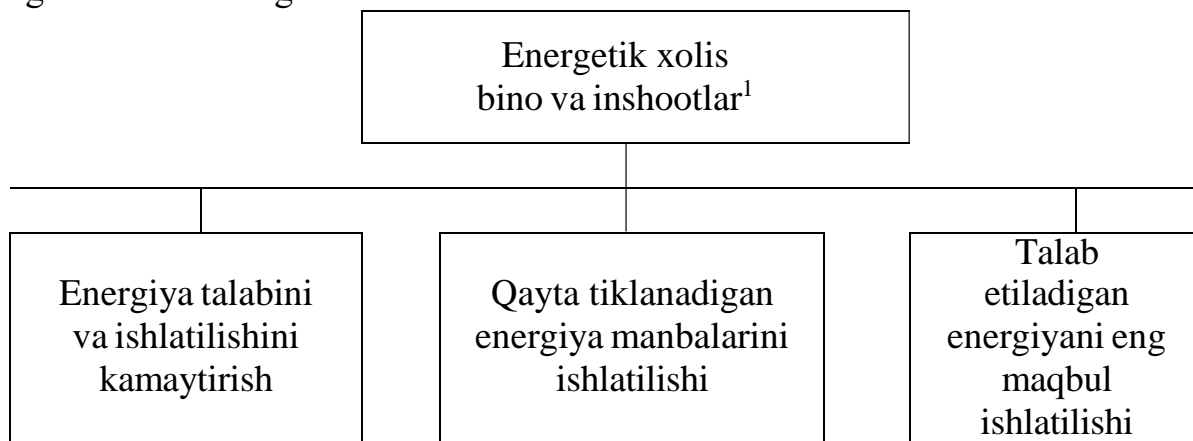 Energetik xolis
bino va inshootlar¹
Energiya talabini
va ishlatilishini
kamaytirish
Qayta tiklanadigan
energiya manbalarini
ishlatilishi
Talab
etiladigan
energiyani eng
maqbul
ishlatilishi